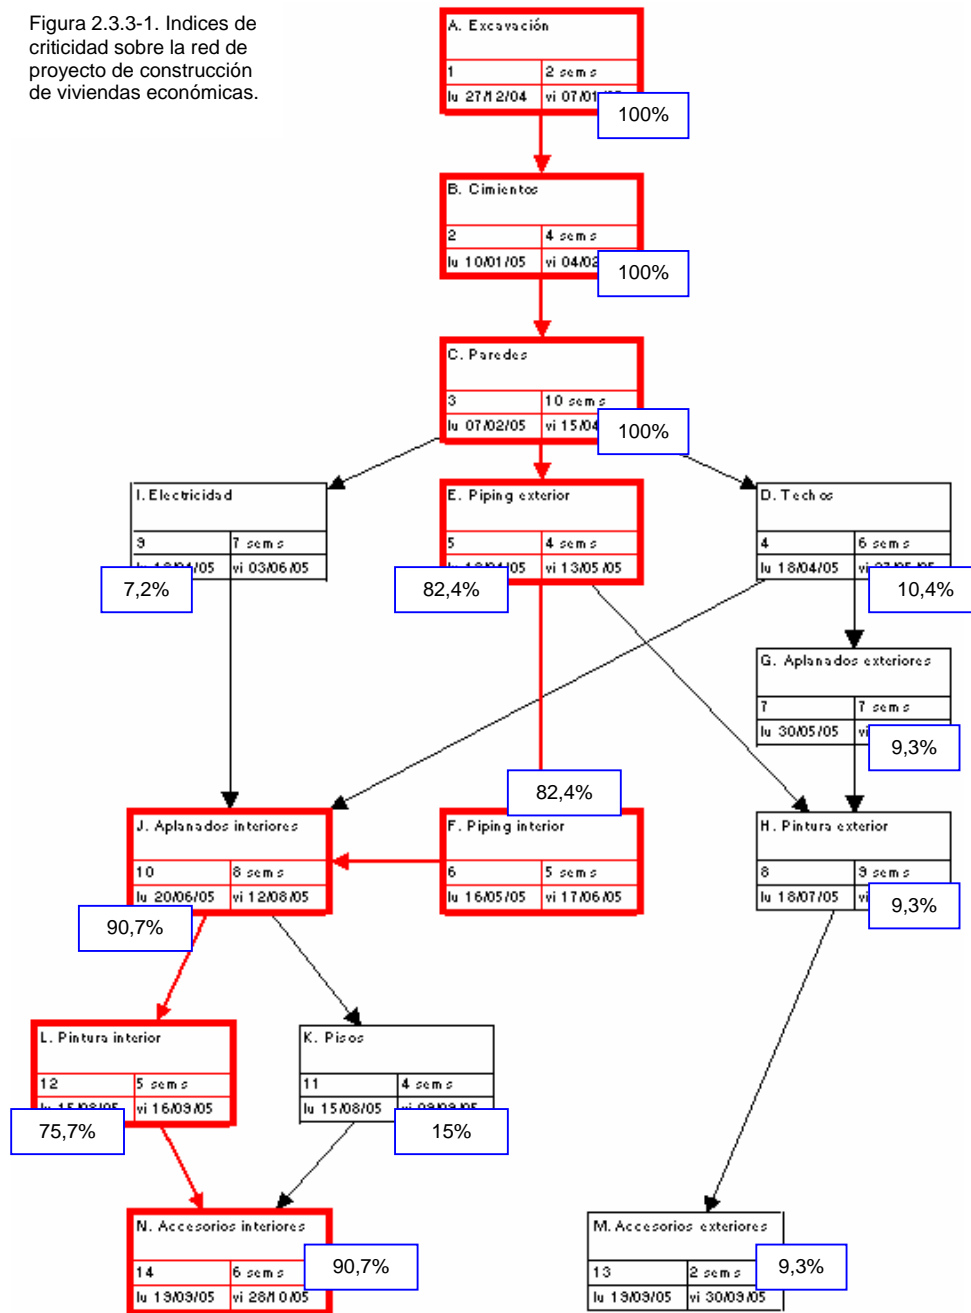 Figura 2.3.3-1. Indices de
criticidad sobre la red de
proyecto de construcción
de viviendas económicas.
A. Excavación
1 2 sems
lu 27/12/04 vi 07/01
100%
B. Cimientos
2 4 sems
lu 10/01/05 vi 04/02
100%
C. Paredes
3 10 sems
lu 07/02/05 vi 15/04
100%
I. Electricidad
9 7 sems
vi 03/06/05
7,2%
E. Piping exterior
5 4 sems
vi 13/05/05
82,4%
D. Techos
4 6 sems
lu 18/04/05
10,4%
G. Aplanados exteriores
7 7 sems
lu 30/05/05
9,3%
82,4%
J. Aplanados interiores
10 8 sems
lu 20/06/05 vi 12/08/05
90,7%
F. Piping interior
6 5 sems
lu 16/05/05 vi 17/06/05
H. Pintura exterior
8 9 sems
lu 18/07/05
9,3%
L. Pintura interior
12 5 sems
vi 16/09/05
75,7%
K. Pisos
11 4 sems
lu 15/08/05
15%
N. Accesorios interiores
14 6 sems
lu 19/09/05 vi 28/10/05
90,7%
M. Accesorios exteriores
13 2 sems
lu 19/09/05 vi 30/09/05
9,3%